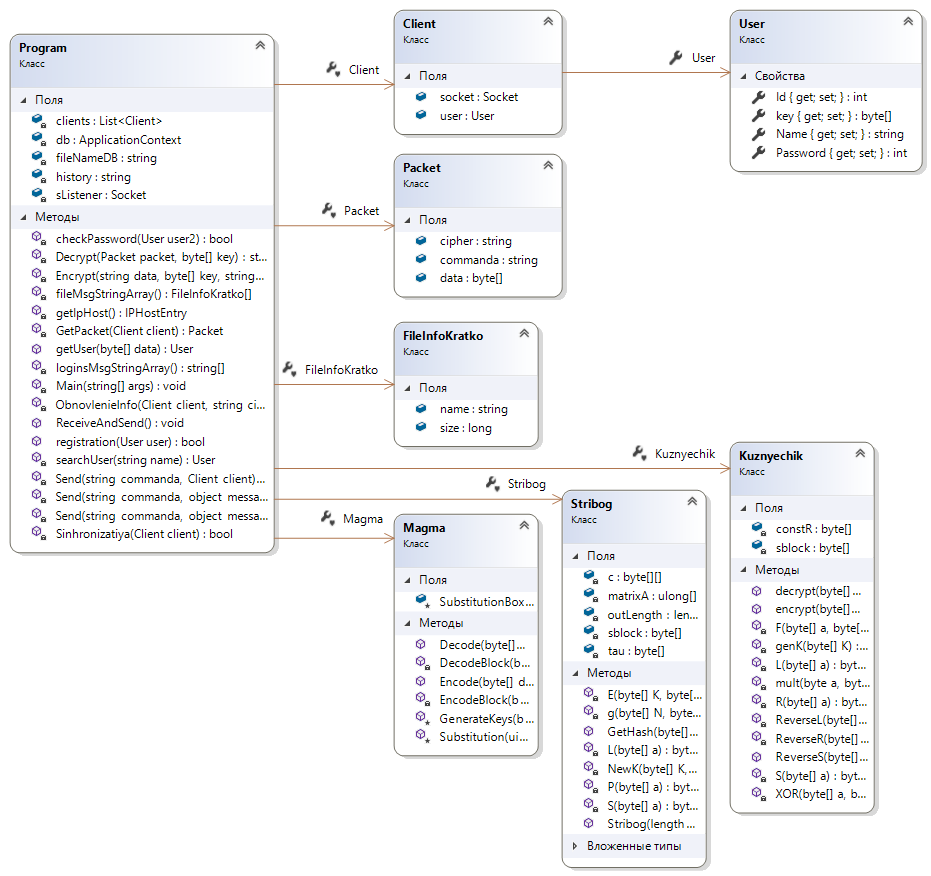 Program
Класс
Поля
clients : List<Client>
db : ApplicationContext
fileNameDB : string
history : string
sListener : Socket
Методы
checkPassword(User user2) : bool
Decrypt(Packet packet, byte[] key) : st...
Encrypt(string data, byte[] key, string...
fileMsgStringArray() : FileInfoKratko[]
getIpHost() : IPHostEntry
GetPacket(Client client) : Packet
getUser(byte[] data) : User
loginsMsgStringArray() : string[]
Main(string[] args) : void
ObnovlenieInfo(Client client, string ci...
ReceiveAndSend() : void
registration(User user) : bool
searchUser(string name) : User
Send(string commanda, Client client)...
Send(string commanda, object messa...
Send(string commanda, object messa...
Sinhronizatiya(Client client) : bool
Client
Client
Класс
Поля
socket : Socket
user : User
User
User
Класс
Свойства
Id { get; set; } : int
key { get; set; } : byte[]
Name { get; set; } : string
Password { get; set; } : int
Packet
Packet
Класс
Поля
cipher : string
commanda : string
data : byte[]
FileInfoKratko
FileInfoKratko
Класс
Поля
name : string
size : long
Kuznyechik
Stribog
Magma
Magma
Класс
Поля
SubstitutionBox...
Методы
Decode(byte[]...
DecodeBlock(b...
Encode(byte[] d...
EncodeBlock(b...
GenerateKeys(b...
Substitution(ui...
Stribog
Класс
Поля
c : byte[][]
matrixA : ulong[]
outLength : len...
sblock : byte[]
tau : byte[]
Методы
E(byte[] K, byte[...
g(byte[] N, byte...
GetHash(byte[]...
L(byte[] a) : byt...
NewK(byte[] K,...
P(byte[] a) : byt...
S(byte[] a) : byt...
Stribog(length ...
Вложенные типы
Kuznyechik
Класс
Поля
constR : byte[]
sblock : byte[]
Методы
decrypt(byte[] ...
encrypt(byte[] ...
F(byte[] a, byte[...
genK(byte[] K) :...
L(byte[] a) : byt...
mult(byte a, byt...
R(byte[] a) : byt...
ReverseL(byte[]...
ReverseR(byte[] ...
ReverseS(byte[]...
S(byte[] a) : byt...
XOR(byte[] a, b...